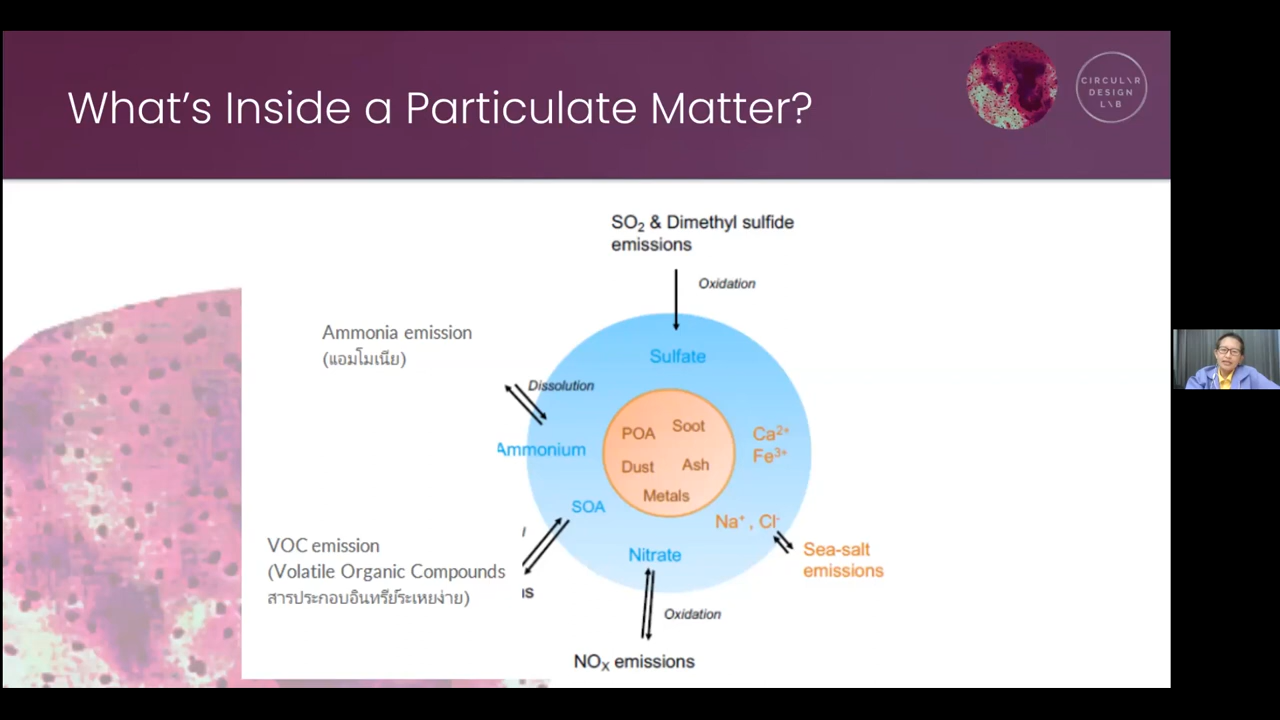 What's Inside a Particulate Matter?
CIRCUL\R
DESIGN
L\B
SO2 & Dimethyl sulfide
emissions
Oxidation
Ammonia emission
(แอมโมเนีย)
Sulfate
Dissolution
Ammonium
POA
Soot
Dust
Ash
Metals
Ca2+
Fe3+
SOA
Na+ , Cl-
Nitrate
Sea-salt
emissions
VOC emission
(Volatile Organic Compounds
สารประกอบอินทรีย์ระเหยง่าย)
ns
Oxidation
NOX emissions